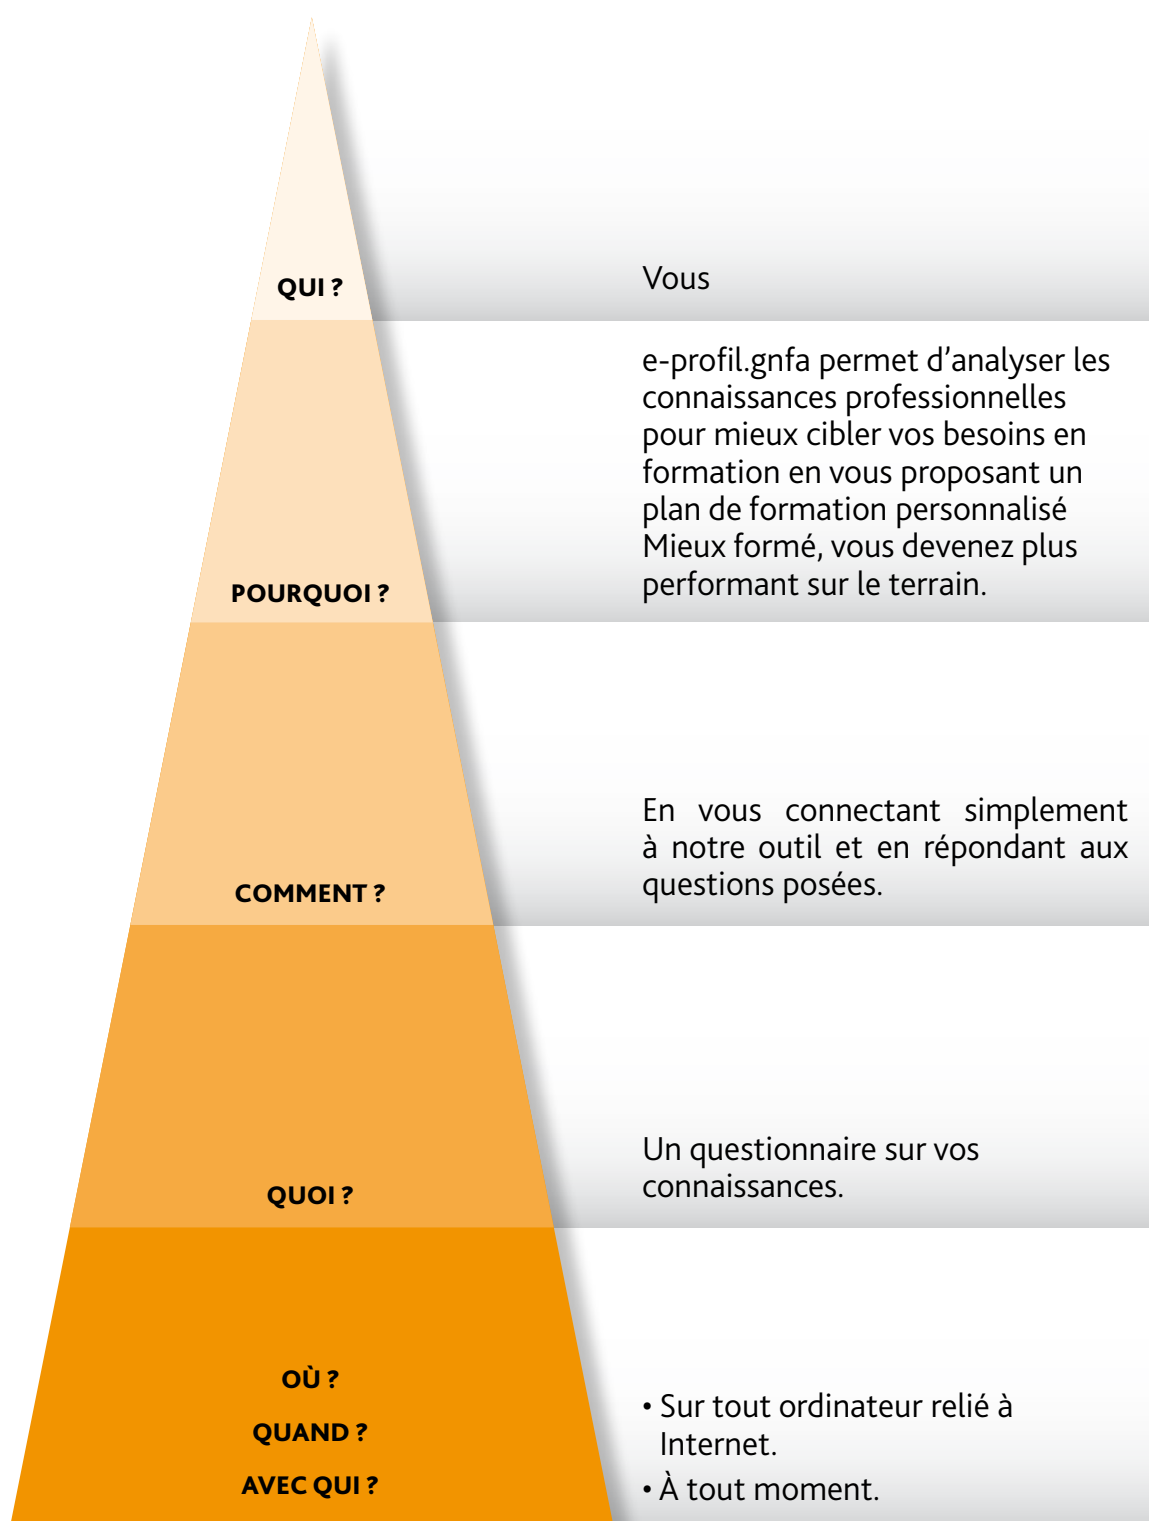 QUI ?
Vous
e-profil.gnfa permet d’analyser les
connaissances professionnelles
pour mieux cibler vos besoins en
formation en vous proposant un
plan de formation personnalisé
Mieux formé, vous devenez plus
performant sur le terrain.
POURQUOI ?
En vous connectant simplement
à notre outil et en répondant aux
questions posées.
COMMENT ?
Un questionnaire sur vos
connaissances.
QUOI ?
OÙ ?
QUAND ?
AVEC QUI ?
• Sur tout ordinateur relié à
Internet.
• À tout moment.